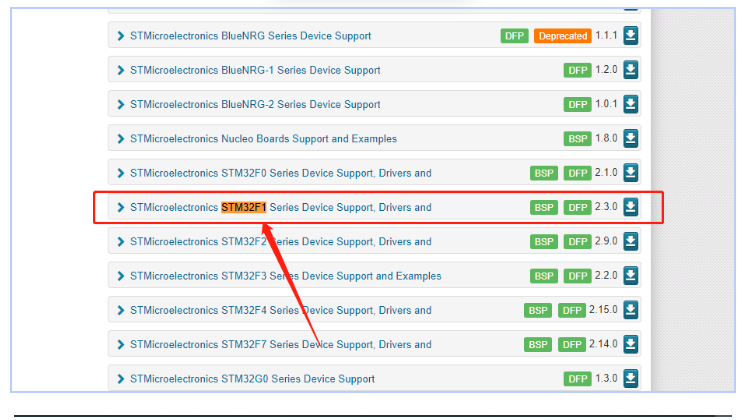 STMicroelectronics BlueNRG Series Device Support DFP Deprecated 1.1.1
STMicroelectronics BlueNRG-1 Series Device Support DFP 1.2.0
STMicroelectronics BlueNRG-2 Series Device Support DFP 1.0.1
STMicroelectronics Nucleo Boards Support and Examples BSP 1.8.0
STMicroelectronics STM32F0 Series Device Support, Drivers and BSP DFP 2.1.0
STMicroelectronics STM32F1 Series Device Support, Drivers and BSP DFP 2.3.0
STMicroelectronics STM32F2 Series Device Support, Drivers and BSP DFP 2.9.0
STMicroelectronics STM32F3 Series Device Support and Examples BSP DFP 2.2.0
STMicroelectronics STM32F4 Series Device Support, Drivers and BSP DFP 2.15.0
STMicroelectronics STM32F7 Series Device Support, Drivers and BSP DFP 2.14.0
STMicroelectronics STM32G0 Series Device Support DFP 1.3.0